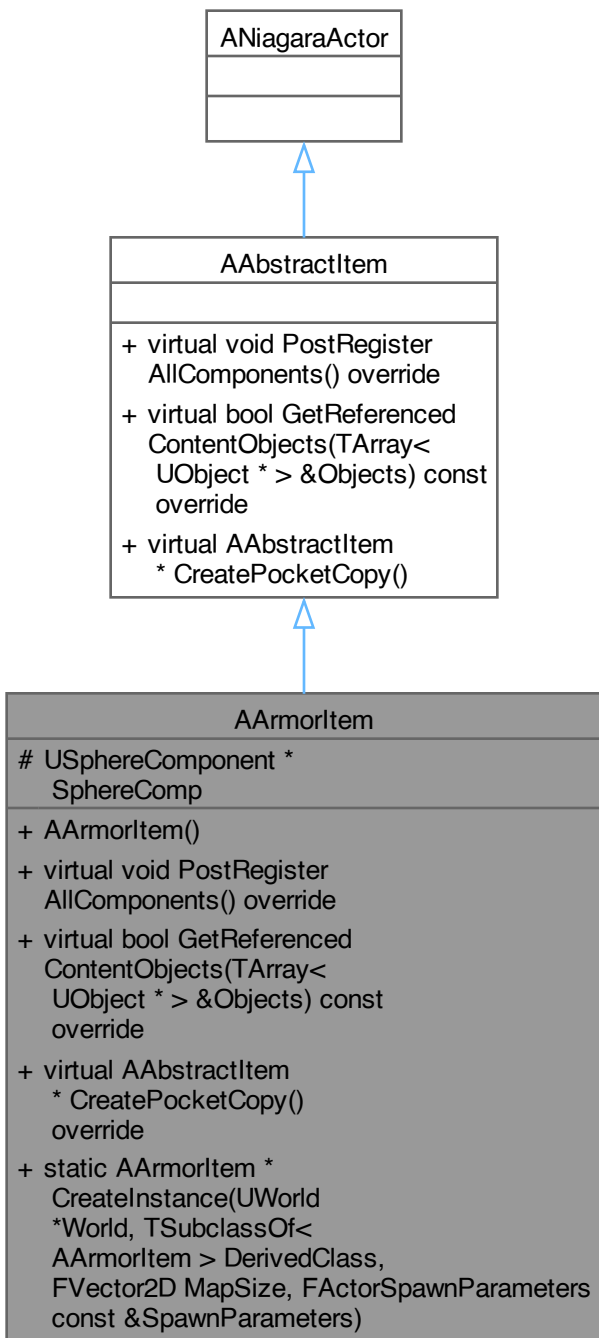 ANiagaraActor
AAbstractItem
+ virtual void PostRegister
AllComponents() override
+ virtual bool GetReferenced
ContentObjects(TArray<
UObject * > &Objects) const
override
+ virtual AAbstractItem
* CreatePocketCopy()
AArmorItem
# USphereComponent *
SphereComp
+ AArmorItem()
+ virtual void PostRegister
AllComponents() override
+ virtual bool GetReferenced
ContentObjects(TArray<
UObject * > &Objects) const
override
+ virtual AAbstractItem
* CreatePocketCopy()
override
+ static AArmorItem *
CreateInstance(UWorld
*World, TSubclassOf<
AArmorItem > DerivedClass,
FVector2D MapSize, FActorSpawnParameters
const &SpawnParameters)